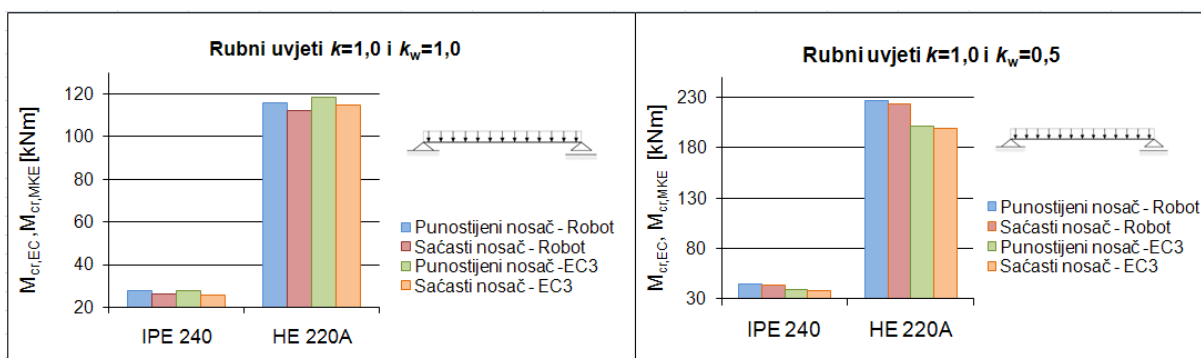 Rubni uvjeti k=1,0 i kw=1,0
Mcr,EC ,Mcr,MKE [kNm]
120
100
80
60
40
20
IPE 240
HE 220A
Punostijeni nosač - Robot
Saćasti nosač - Robot
Punostijeni nosač -EC3
Saćasti nosač - EC3
Rubni uvjeti k=1,0 i kw=0,5
Mcr,EC, Mcr,MKE [kNm]
230
180
130
80
30
IPE 240
HE 220A
Punostijeni nosač - Robot
Saćasti nosač - Robot
Punostijeni nosač -EC3
Saćasti nosač - EC3